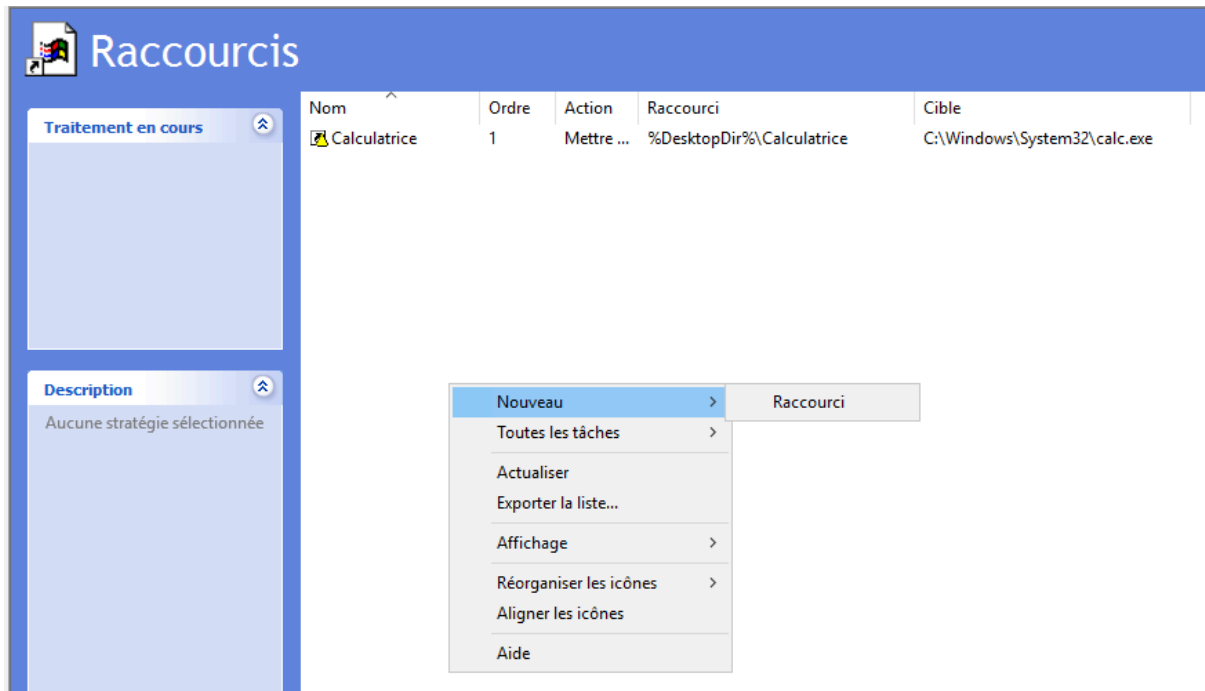 Raccourcis
Traitement en cours
Nom Ordre Action Raccourci Cible
Calculatrice 1 Mettre ... %DesktopDir%\Calculatrice C:\Windows\System32\calc.exe
Description
Aucune stratégie sélectionnée
Nouveau > Raccourci
Toutes les tâches >
Actualiser
Exporter la liste...
Affichage >
Réorganiser les icônes >
Aligner les icônes
Aide